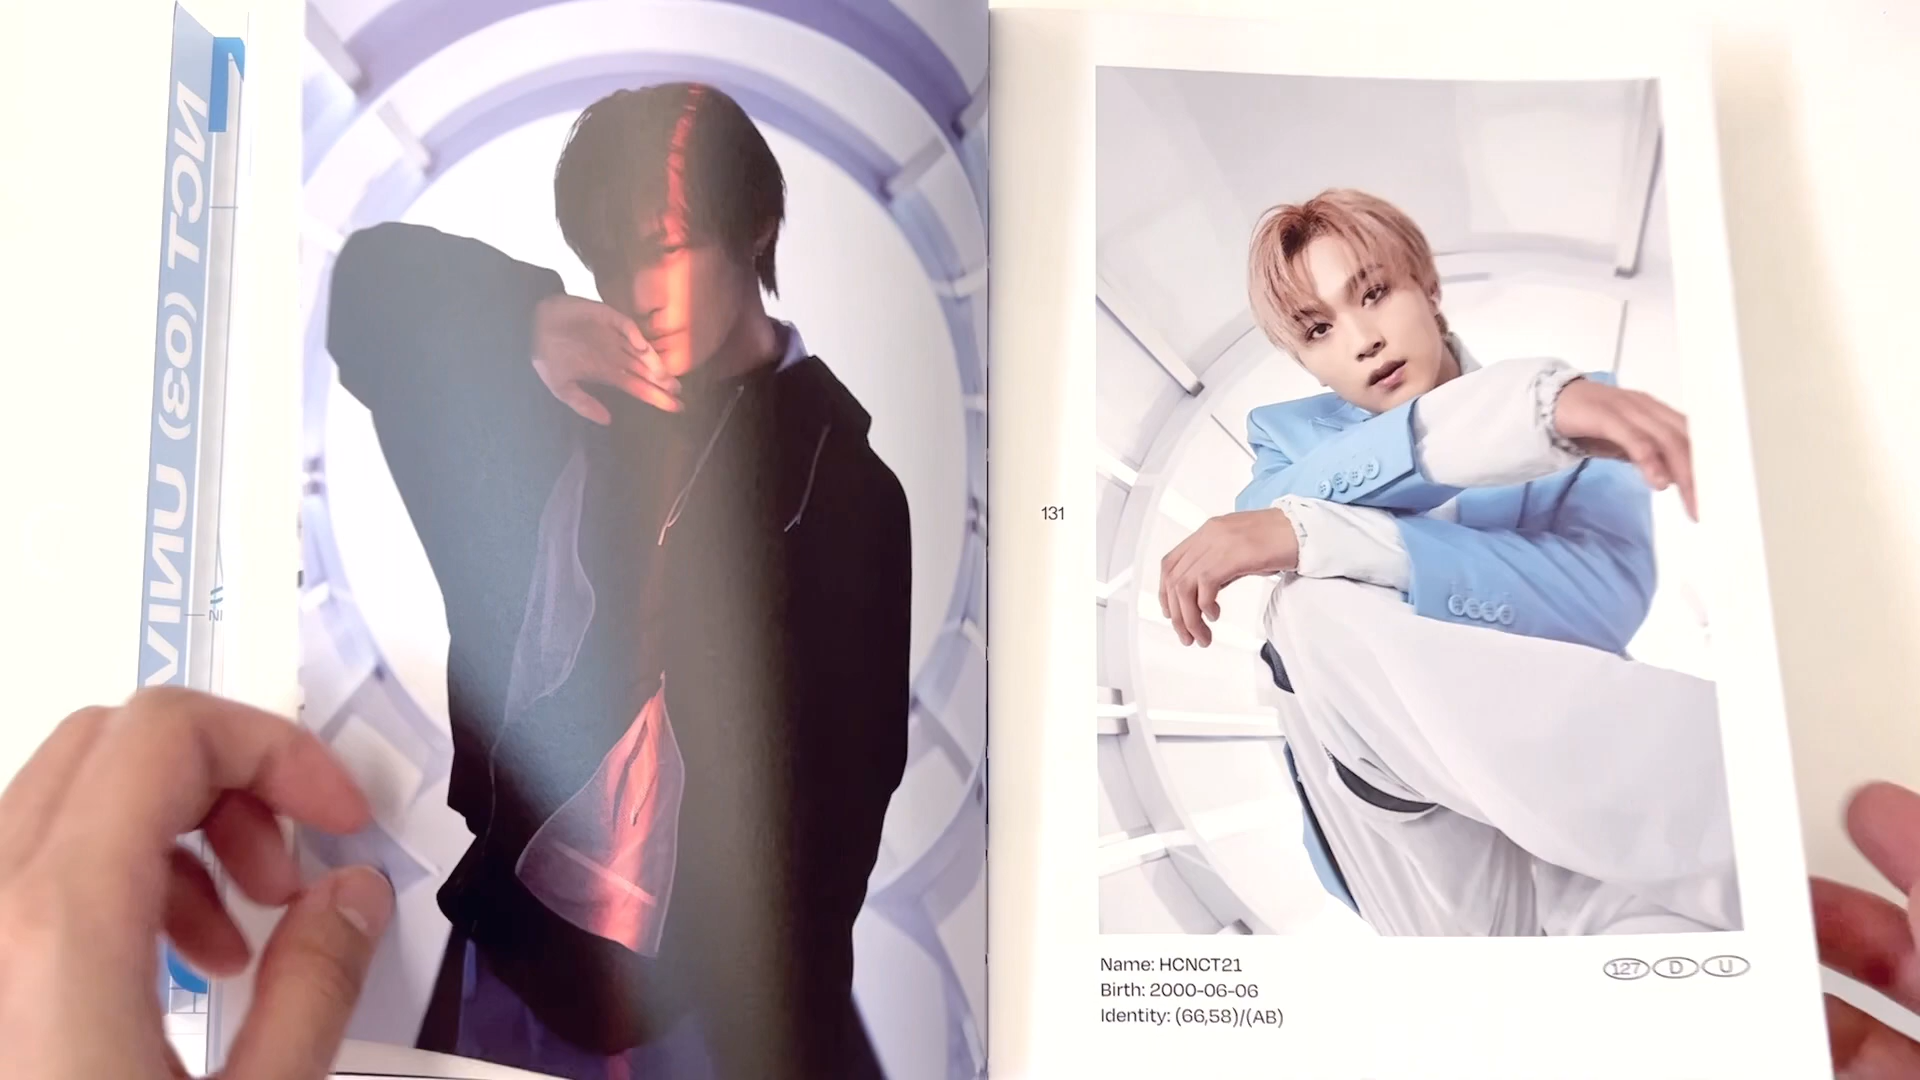 NCT (03) UNIV
131
Name: HCNCT21
Birth: 2000-06-06
Identity: (66,58)/(AB)
127 D U